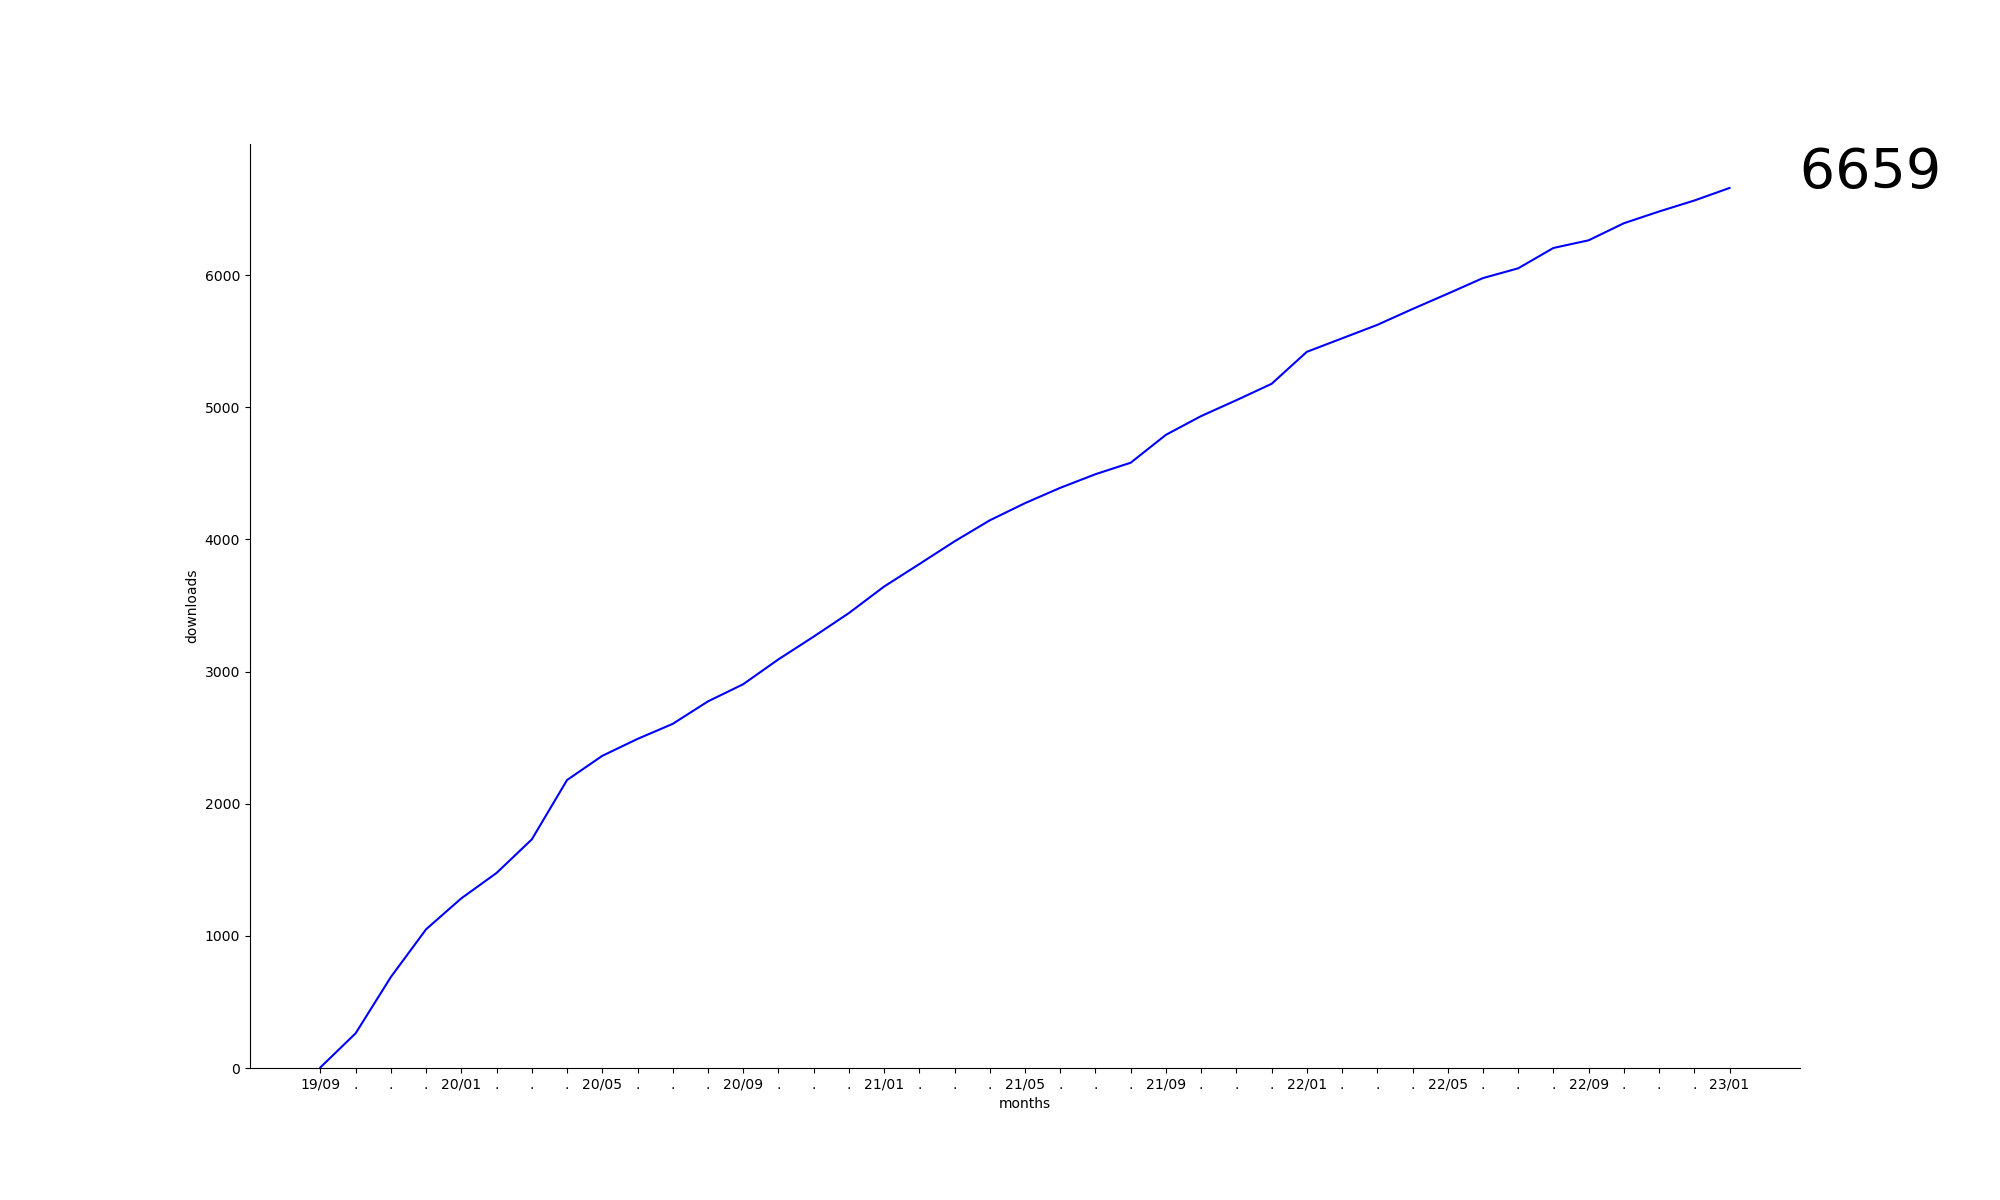 6659
6000
5000
4000
3000
2000
1000
0
downloads
19/09 . . . 20/01 . . . 20/05 . . . 20/09 . . . 21/01 . . . 21/05 . . . 21/09 . . . 22/01 . . . 22/05 . . . 22/09 . . . 23/01
months